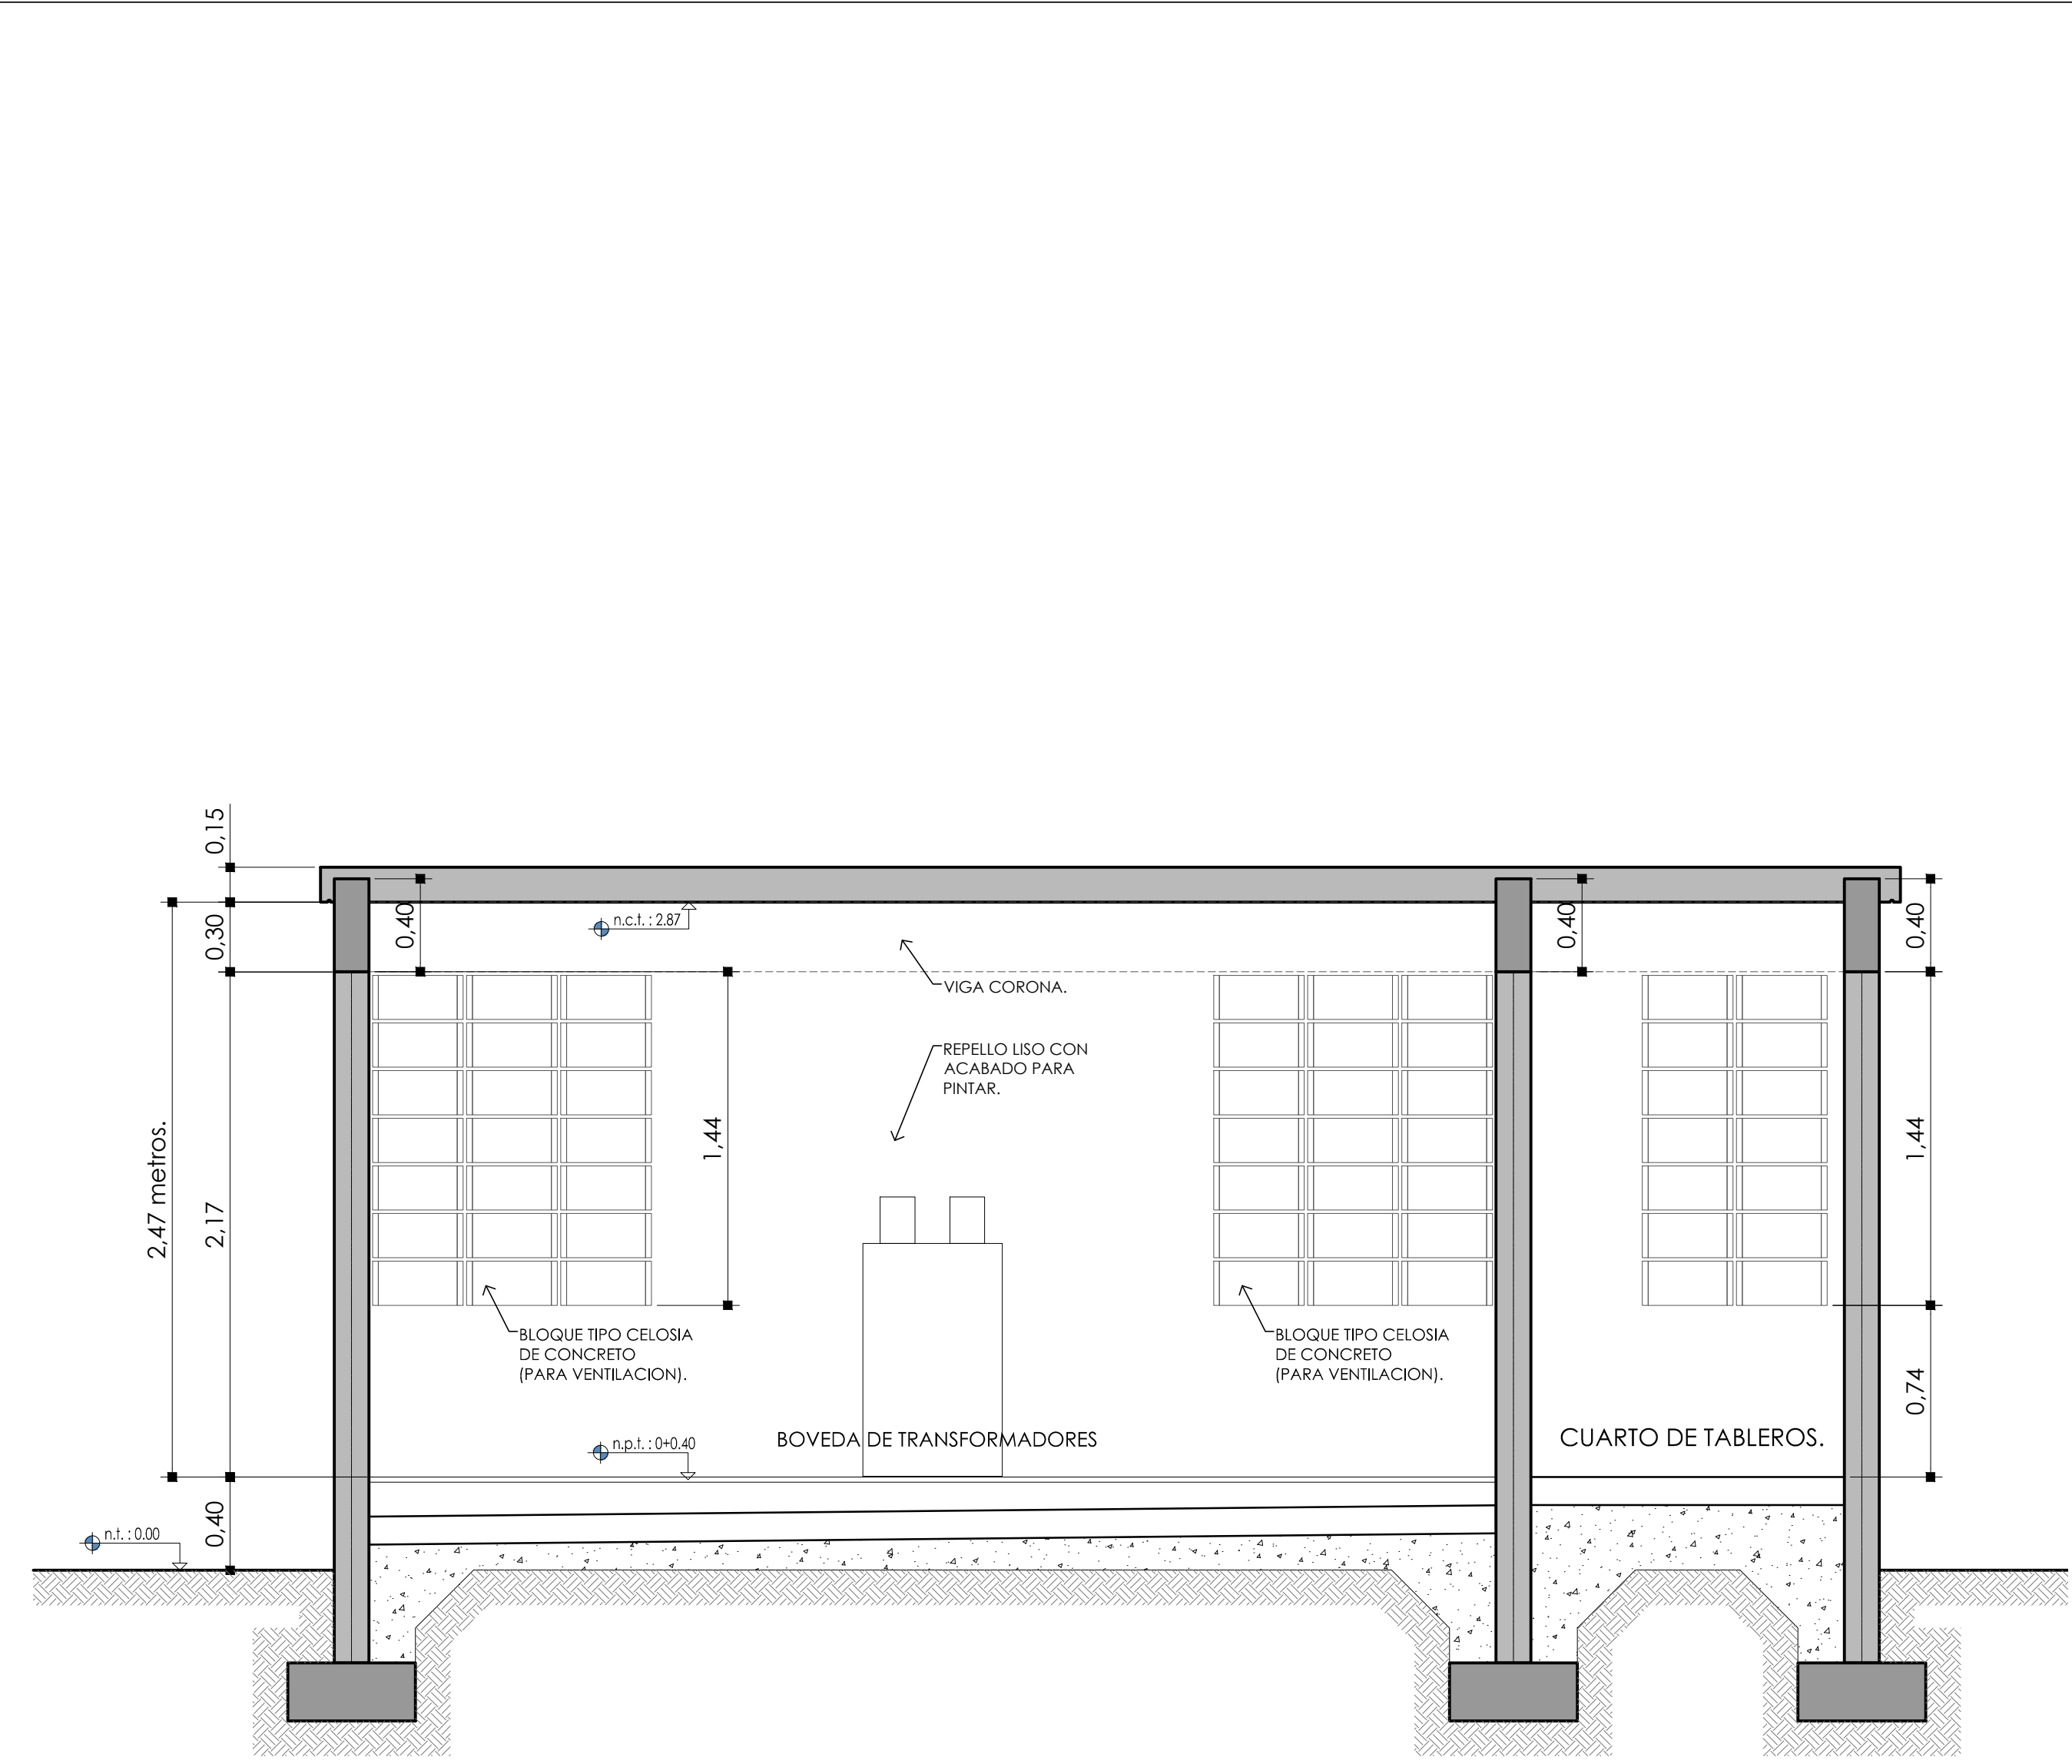 0,15
0,30
0,40
n.c.t. : 2.87
0,40
0,40
VIGA CORONA.
REPELLO LISO CON
ACABADO PARA
PINTAR.
2,47 metros.
2,17
1,44
1,44
BLOQUE TIPO CELOSIA
DE CONCRETO
(PARA VENTILACION).
BLOQUE TIPO CELOSIA
DE CONCRETO
(PARA VENTILACION).
0,74
n.p.t. : 0+0.40
BOVEDA DE TRANSFORMADORES
CUARTO DE TABLEROS.
0,40
n.t. : 0.00